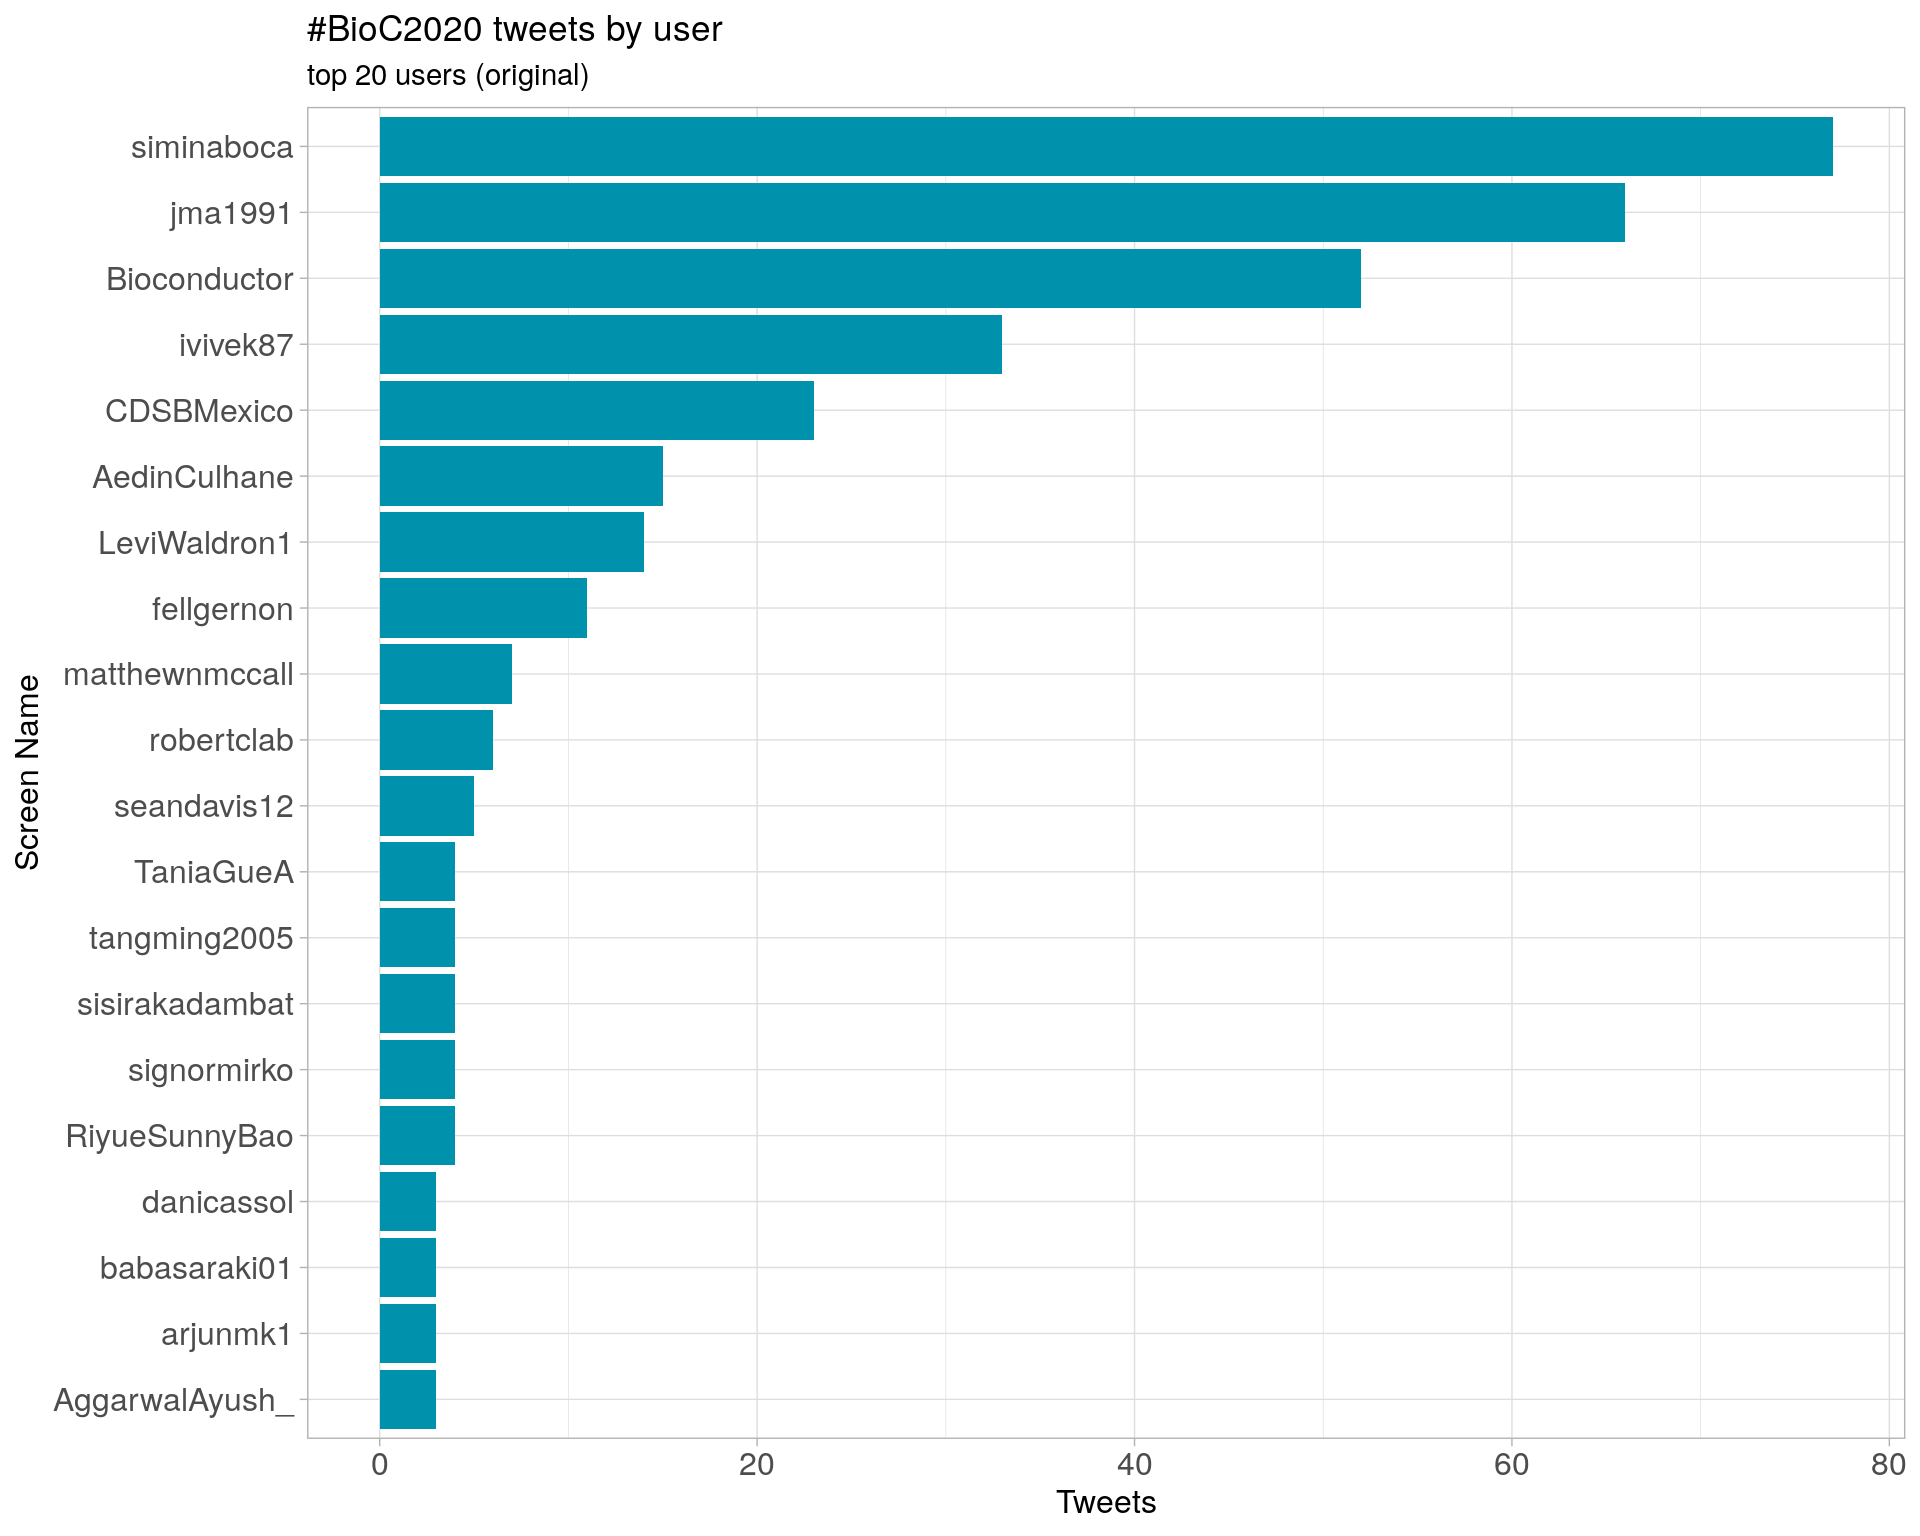 #BioC2020 tweets by user
top 20 users (original)
Screen Name
siminaboca
jma1991
Bioconductor
ivivek87
CDSBMexico
AedinCulhane
LeviWaldron1
fellgernon
matthewnmccall
robertclab
seandavis12
TaniaGueA
tangming2005
sisirakadambat
signormirko
RiyueSunnyBao
danicassol
babasaraki01
arjunmk1
AggarwalAyush_
0 20 40 60 80
Tweets